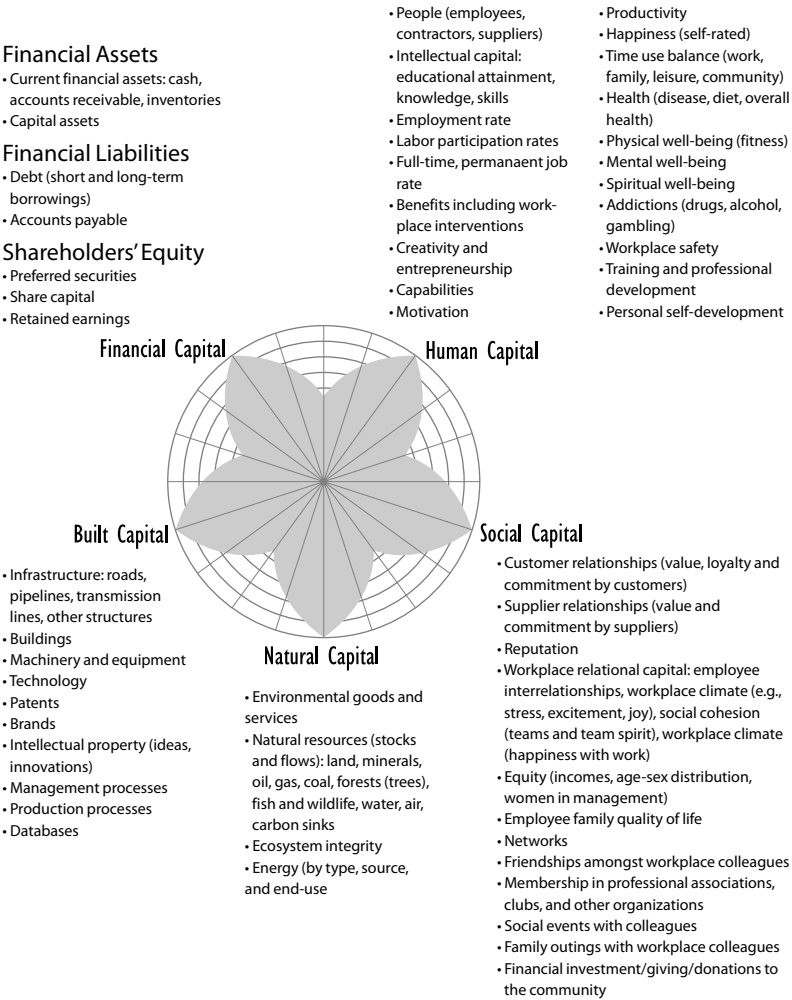 Financial Assets
• Current financial assets: cash,
accounts receivable, inventories
• Capital assets
Financial Liabilities
• Debt (short and long-term
borrowings)
• Accounts payable
Shareholders' Equity
• Preferred securities
• Share capital
• Retained earnings
• People (employees,
contractors, suppliers)
• Intellectual capital:
educational attainment,
knowledge, skills
• Employment rate
• Labor participation rates
• Full-time, permanaent job
rate
• Benefits including work-
place interventions
• Creativity and
entrepreneurship
• Capabilities
• Motivation
• Productivity
• Happiness (self-rated)
• Time use balance (work,
family, leisure, community)
• Health (disease, diet, overall
health)
• Physical well-being (fitness)
• Mental well-being
• Spiritual well-being
• Addictions (drugs, alcohol,
gambling)
• Workplace safety
• Training and professional
development
• Personal self-development
Financial Capital
Human Capital
Built Capital
Social Capital
Natural Capital
• Infrastructure: roads,
pipelines, transmission
lines, other structures
• Buildings
• Machinery and equipment
• Technology
• Patents
• Brands
• Intellectual property (ideas,
innovations)
• Management processes
• Production processes
• Databases
• Environmental goods and
services
• Natural resources (stocks
and flows): land, minerals,
oil, gas, coal, forests (trees),
fish and wildlife, water, air,
carbon sinks
• Ecosystem integrity
• Energy (by type, source,
and end-use
• Customer relationships (value, loyalty and
commitment by customers)
• Supplier relationships (value and
commitment by suppliers)
• Reputation
• Workplace relational capital: employee
interrelationships, workplace climate (e.g.,
stress, excitement, joy), social cohesion
(teams and team spirit), workplace climate
(happiness with work)
• Equity (incomes, age-sex distribution,
women in management)
• Employee family quality of life
• Networks
• Friendships amongst workplace colleagues
• Membership in professional associations,
clubs, and other organizations
• Social events with colleagues
• Family outings with workplace colleagues
• Financial investment/giving/donations to
the community